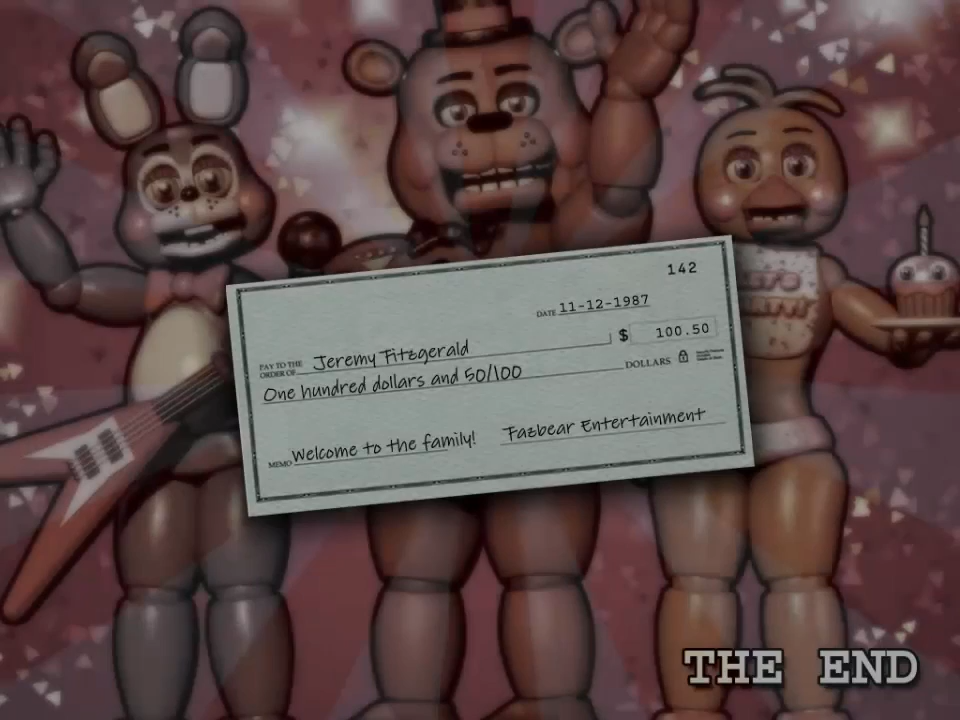 142
DATE 11-12-1987
PAY TO THE ORDER OF Jeremy Fitzgerald $ 100.50
One hundred dollars and 50/100 DOLLARS
MEMO Welcome to the family! Fazbear Entertainment
THE END